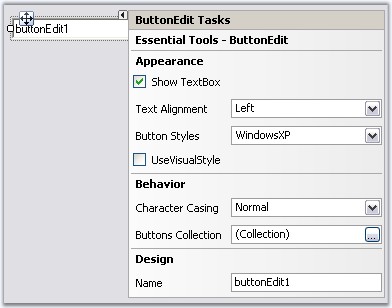 buttonEdit1
ButtonEdit Tasks
Essential Tools - ButtonEdit
Appearance
Show TextBox
Text Alignment Left
Button Styles WindowsXP
UseVisualStyle
Behavior
Character Casing Normal
Buttons Collection (Collection) ...
Design
Name buttonEdit1